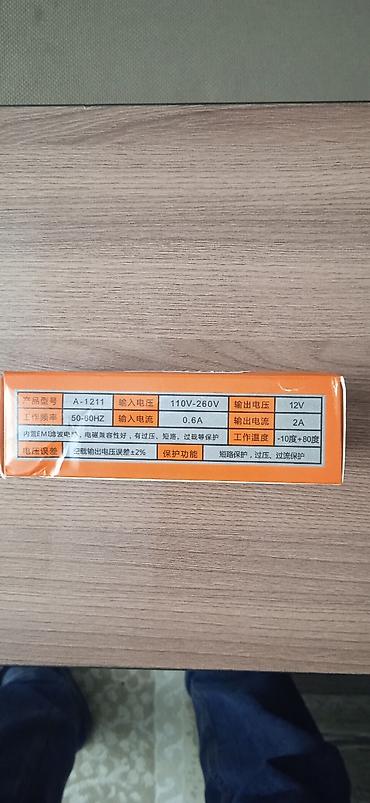 产品型号 A-1211 输入电压 110V-260V 输出电压 12V
工作频率 50-60HZ 输入电流 0.6A 输出电流 2A
内置EMI滤波电路，电磁兼容性好，有过压、短路，过载等保护 工作温度 -10度+80度
电压误差 空载输出电压误差±2% 保护功能 短路保护，过压、过流保护